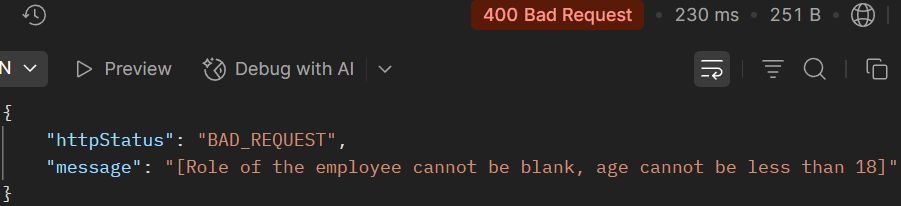 400 Bad Request • 230 ms • 251 B
N Preview Debug with AI
{
"httpStatus": "BAD_REQUEST",
"message": "[Role of the employee cannot be blank, age cannot be less than 18]"
}